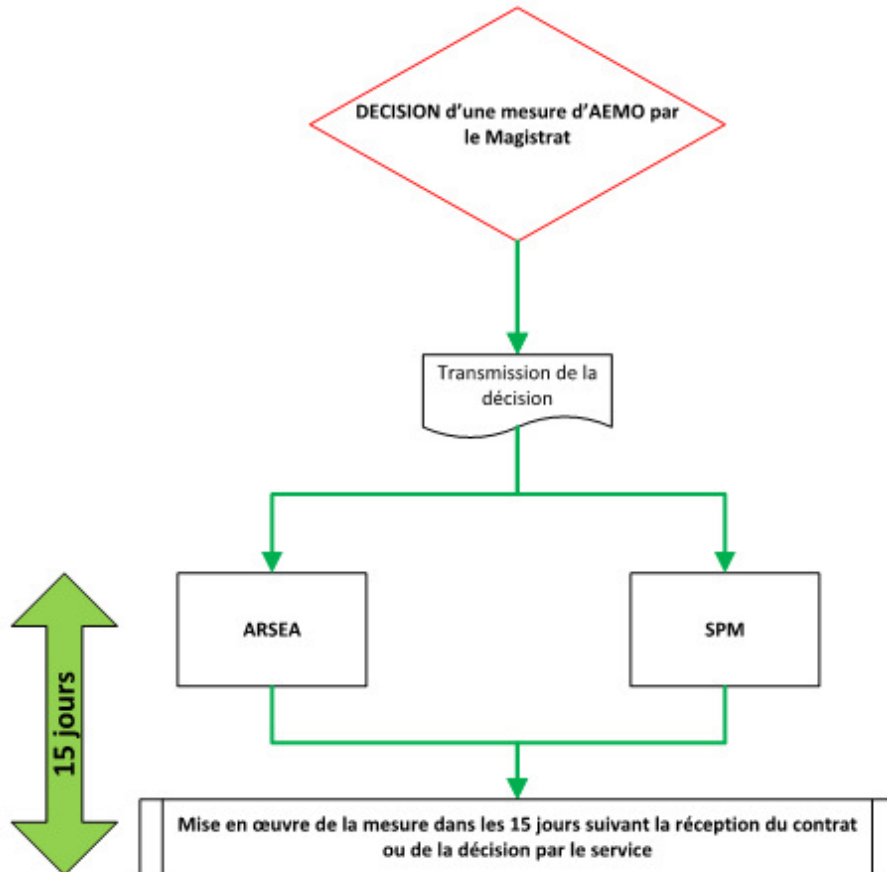 DECISION d'une mesure d'AEMO par
le Magistrat
Transmission de la
décision
ARSEA
SPM
15 jours
Mise en œuvre de la mesure dans les 15 jours suivant la réception du contrat
ou de la décision par le service